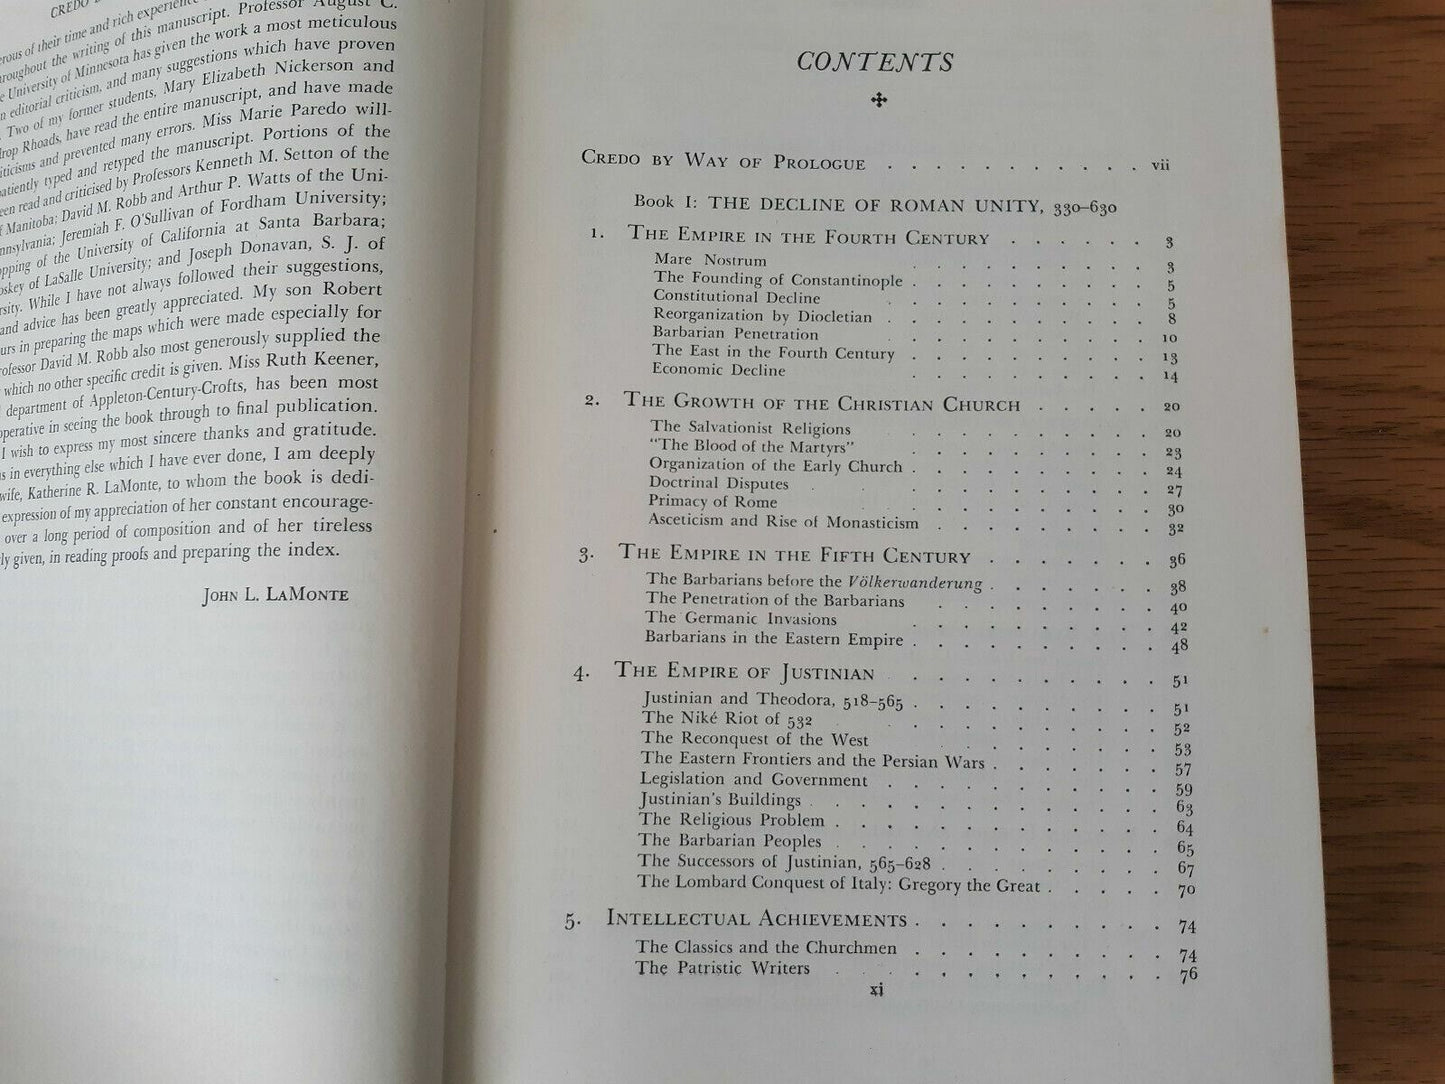 CREDO
erous of their time and rich experience
roughout the writing of this manuscript. Professor August C.
e University of Minnesota has given the work a most meticulous
n editorial criticism, and many suggestions which have proven
. Two of my former students, Mary Elizabeth Nickerson and
drop Rhoads, have read the entire manuscript, and have made
iticisms and prevented many errors. Miss Marie Paredo will-
patiently typed and retyped the manuscript. Portions of the
een read and criticised by Professors Kenneth M. Setton of the
f Manitoba; David M. Robb and Arthur P. Watts of the Uni-
nnsylvania; Jeremiah F. O'Sullivan of Fordham University;
opping of the University of California at Santa Barbara;
oskey of LaSalle University; and Joseph Donavan, S. J. of
rsity. While I have not always followed their suggestions,
and advice has been greatly appreciated. My son Robert
urs in preparing the maps which were made especially for
rofessor David M. Robb also most generously supplied the
which no other specific credit is given. Miss Ruth Keener,
department of Appleton-Century-Crofts, has been most
operative in seeing the book through to final publication.
I wish to express my most sincere thanks and gratitude.
as in everything else which I have ever done, I am deeply
wife, Katherine R. LaMonte, to whom the book is dedi-
expression of my appreciation of her constant encourage-
over a long period of composition and of her tireless
ly given, in reading proofs and preparing the index.
JOHN L. LAMONTE
CONTENTS
CREDO BY WAY OF PROLOGUE . . . . . . . . . . vii
Book I: THE DECLINE OF ROMAN UNITY, 330–630
1. THE EMPIRE IN THE FOURTH CENTURY . . . . . . 3
Mare Nostrum . . . . . . . . . . 3
The Founding of Constantinople . . . . . . . . . . 5
Constitutional Decline . . . . . . . . . . 5
Reorganization by Diocletian . . . . . . . . . . 8
Barbarian Penetration . . . . . . . . . . 10
The East in the Fourth Century . . . . . . . . . . 13
Economic Decline . . . . . . . . . . 14
2. THE GROWTH OF THE CHRISTIAN CHURCH . . . . . 20
The Salvationist Religions . . . . . . . . . . 20
"The Blood of the Martyrs" . . . . . . . . . . 23
Organization of the Early Church . . . . . . . . . . 24
Doctrinal Disputes . . . . . . . . . . 27
Primacy of Rome . . . . . . . . . . 30
Asceticism and Rise of Monasticism . . . . . . . . . 32
3. THE EMPIRE IN THE FIFTH CENTURY . . . . . . . 36
The Barbarians before the Völkerwanderung . . . . . . . 38
The Penetration of the Barbarians . . . . . . . . . 40
The Germanic Invasions . . . . . . . . . . 42
Barbarians in the Eastern Empire . . . . . . . . . . 48
4. THE EMPIRE OF JUSTINIAN . . . . . . . . . . 51
Justinian and Theodora, 518–565 . . . . . . . . . . 51
The Niké Riot of 532 . . . . . . . . . . 52
The Reconquest of the West . . . . . . . . . 53
The Eastern Frontiers and the Persian Wars . . . . . . . 57
Legislation and Government . . . . . . . . . . . 59
Justinian's Buildings . . . . . . . . . . . . . 63
The Religious Problem . . . . . . . . . . . . . 64
The Barbarian Peoples . . . . . . . . . . . . . 65
The Successors of Justinian, 565–628 . . . . . . . . . 67
The Lombard Conquest of Italy: Gregory the Great . . . . . 70
5. INTELLECTUAL ACHIEVEMENTS . . . . . . . . . . 74
The Classics and the Churchmen . . . . . . . . . . 74
The Patristic Writers . . . . . . . . . . . . 76
xi